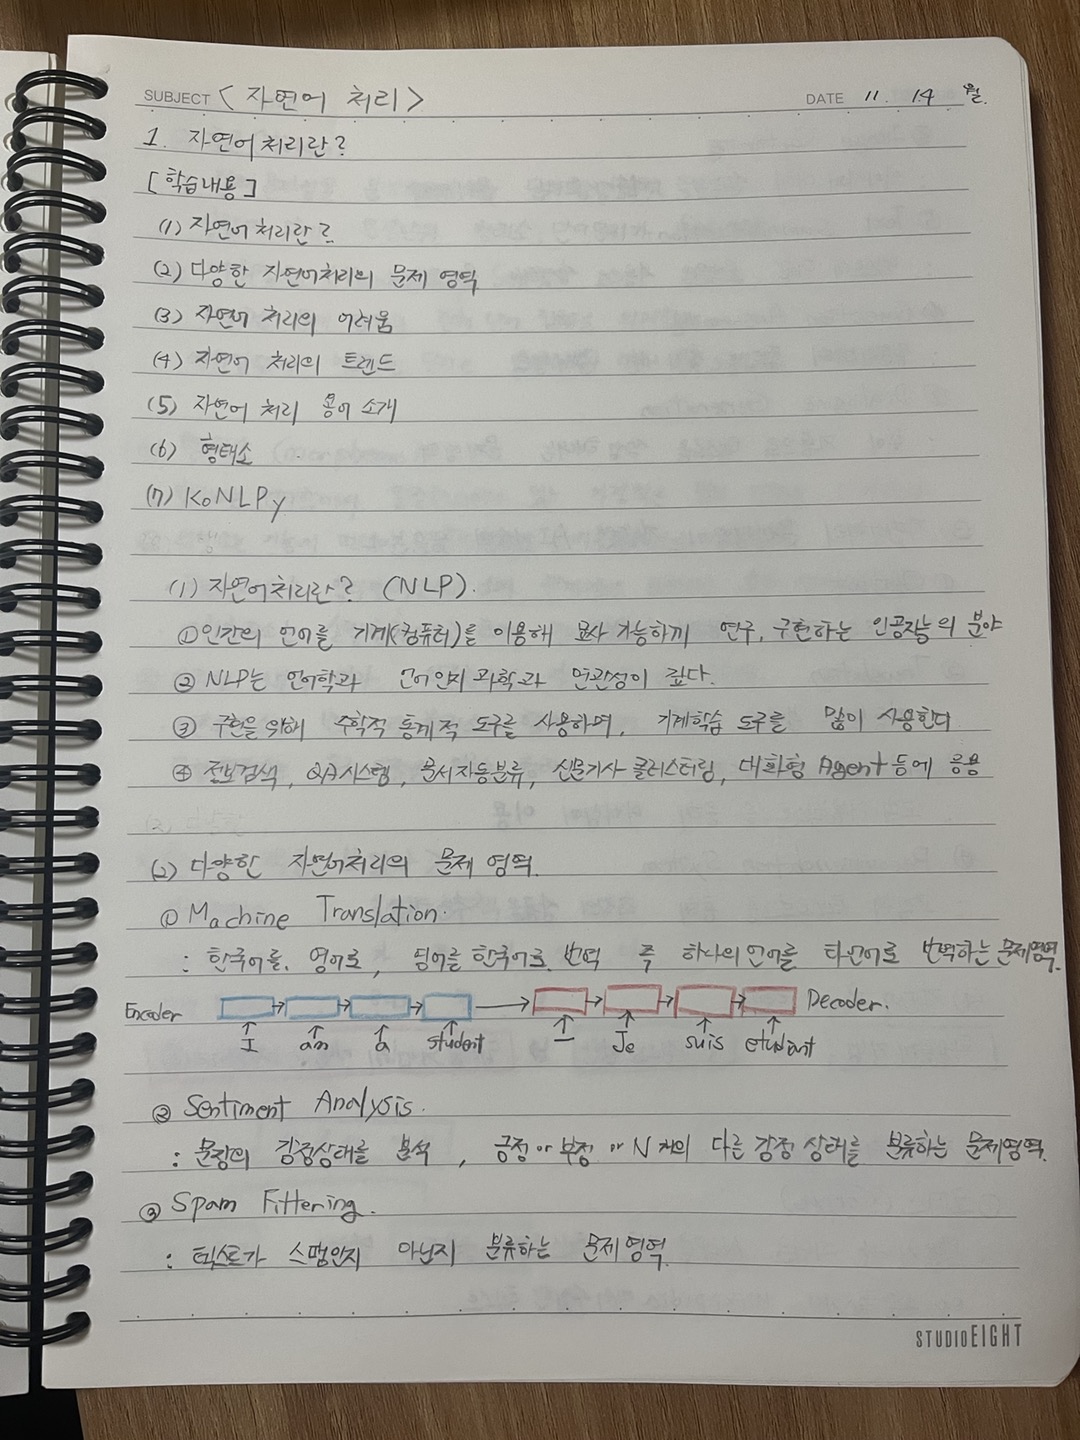 SUBJECT <자연어 처리> DATE 11. 14 월.
1. 자연어처리란?
[학습내용]
(1) 자연어처리란?
(2) 다양한 자연어처리의 문제 영역
(3) 자연어 처리의 어려움
(4) 자연어 처리의 트렌드
(5) 자연어 처리 용어 소개
(6) 형태소
(7) KoNLPy
(1) 자연어처리란? (NLP).
① 인간의 언어를 기계(컴퓨터)를 이용해 묘사 가능하게 연구, 구현하는 인공지능의 분야
② NLP는 언어학과 언어인지 과학과 연관성이 깊다.
③ 구현을 위해 수학적 통계적 도구를 사용하며, 기계학습 도구를 많이 사용한다
④ 정보검색, QA시스템, 문서자동분류, 신문기사 클러스터링, 대화형 Agent 등에 응용
(2) 다양한 자연어처리의 문제 영역.
① Machine Translation.
: 한국어를 영어로, 영어를 한국어로 번역 즉 하나의 언어를 타언어로 번역하는 문제영역.
Encoder → → → → → → → Decoder.
I am a student - Je suis etudiant
② Sentiment Analysis.
: 문장의 감정상태를 분석, 긍정 or 부정 or N개의 다른 감정 상태를 분류하는 문제영역.
③ Spam Filtering.
: 텍스트가 스팸인지 아닌지 분류하는 문제영역.
STUDIO EIGHT